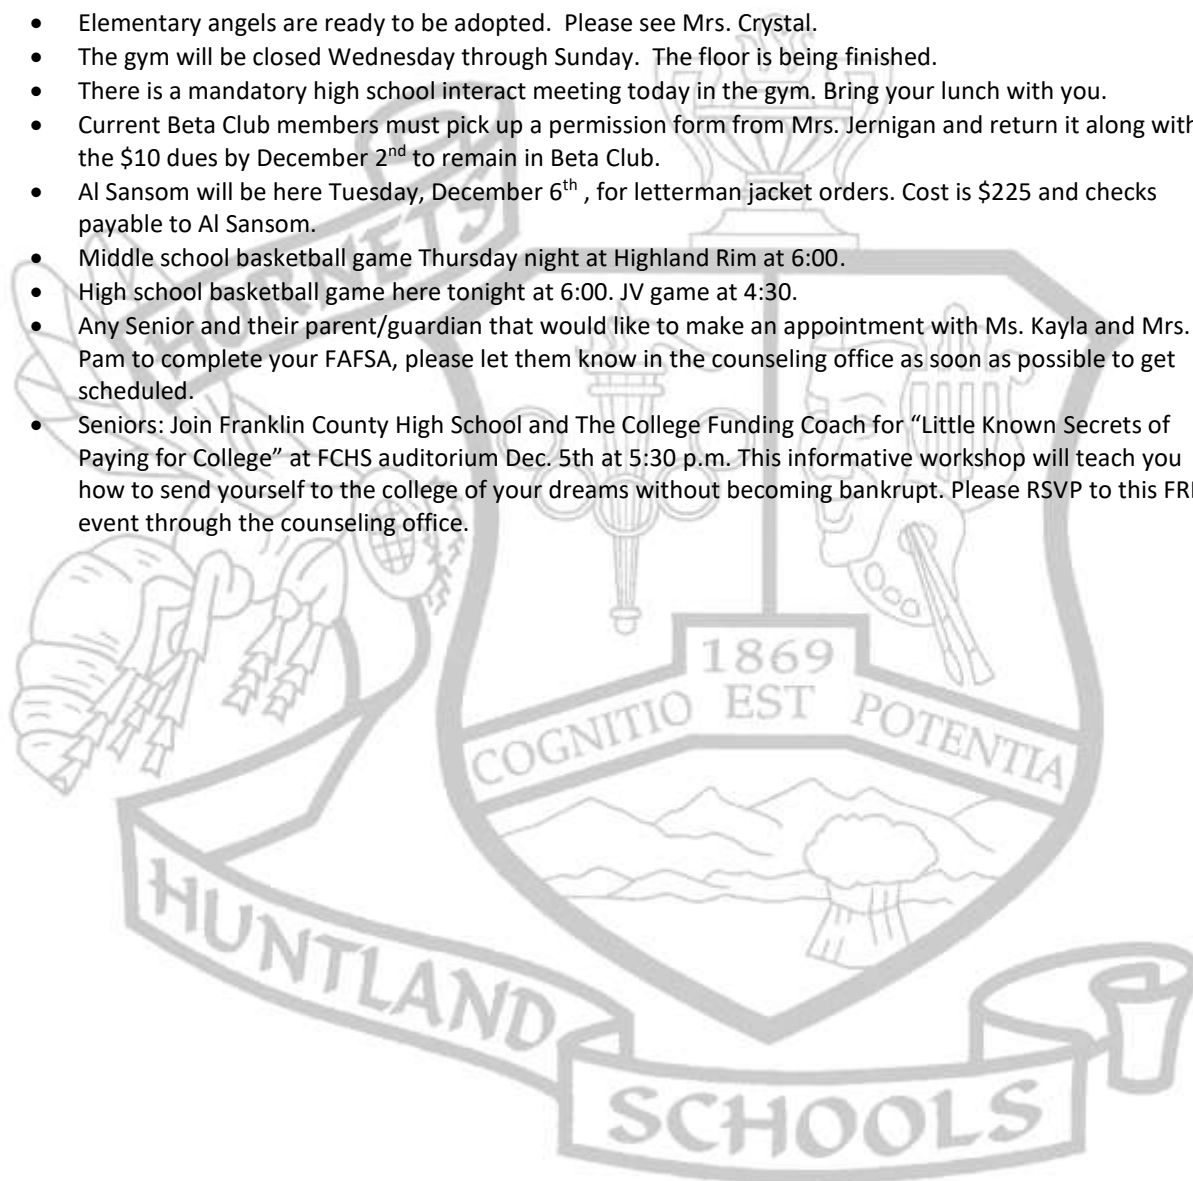 • Elementary angels are ready to be adopted.  Please see Mrs. Crystal.
• The gym will be closed Wednesday through Sunday.  The floor is being finished.
• There is a mandatory high school interact meeting today in the gym. Bring your lunch with you.
• Current Beta Club members must pick up a permission form from Mrs. Jernigan and return it along with
the $10 dues by December 2nd to remain in Beta Club.
• Al Sansom will be here Tuesday, December 6th , for letterman jacket orders. Cost is $225 and checks
payable to Al Sansom.
• Middle school basketball game Thursday night at Highland Rim at 6:00.
• High school basketball game here tonight at 6:00. JV game at 4:30.
• Any Senior and their parent/guardian that would like to make an appointment with Ms. Kayla and Mrs.
Pam to complete your FAFSA, please let them know in the counseling office as soon as possible to get
scheduled.
• Seniors: Join Franklin County High School and The College Funding Coach for “Little Known Secrets of
Paying for College” at FCHS auditorium Dec. 5th at 5:30 p.m. This informative workshop will teach you
how to send yourself to the college of your dreams without becoming bankrupt. Please RSVP to this
event through the counseling office.
HORNETS
1869
COGNITIO EST POTENTIA
HUNTLAND
SCHOOLS